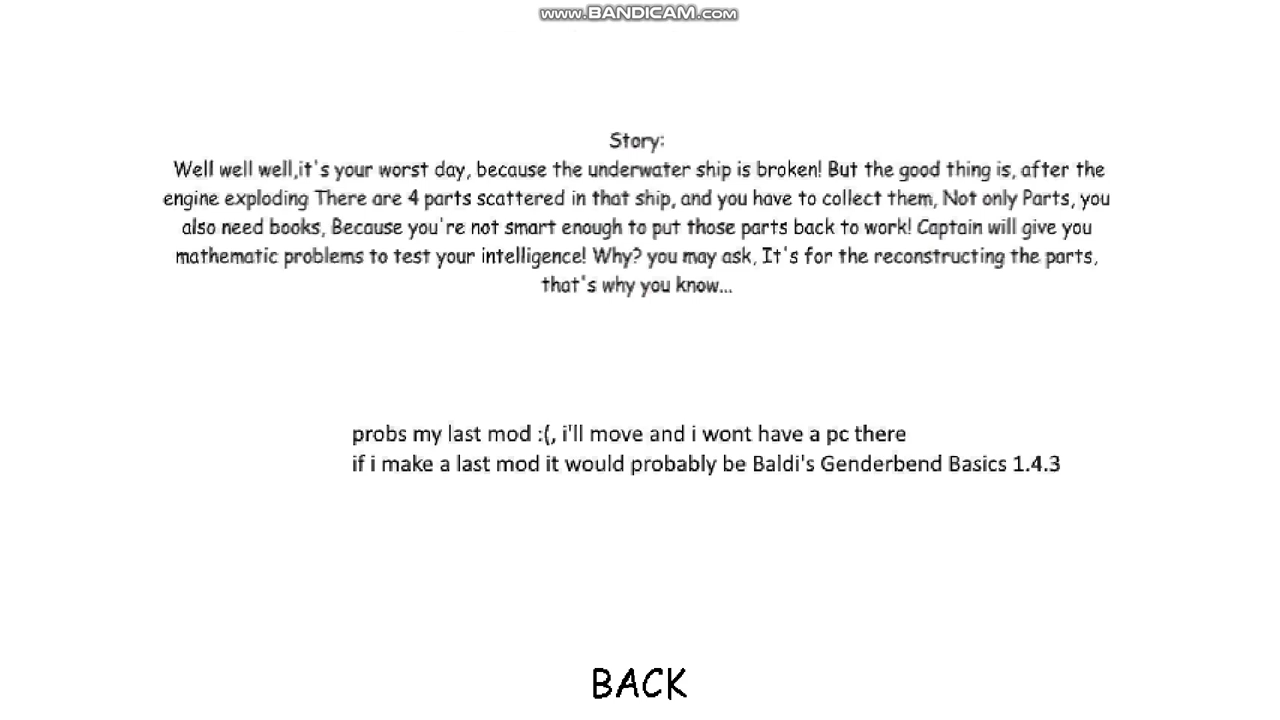 www.BANDICAM.com
Story:
Well well well,it's your worst day, because the underwater ship is broken! But the good thing is, after the
engine exploding There are 4 parts scattered in that ship, and you have to collect them, Not only Parts, you
also need books, Because you're not smart enough to put those parts back to work! Captain will give you
mathematic problems to test your intelligence! Why? you may ask, It's for the reconstructing the parts,
that's why you know...
probs my last mod :(, i'll move and i wont have a pc there
if i make a last mod it would probably be Baldi's Genderbend Basics 1.4.3
BACK